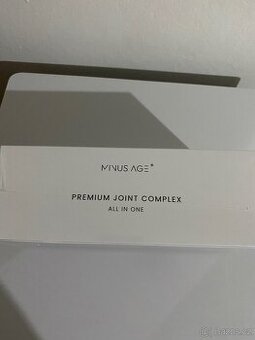 MINUS AGE+
PREMIUM JOINT COMPLEX
ALL IN ONE